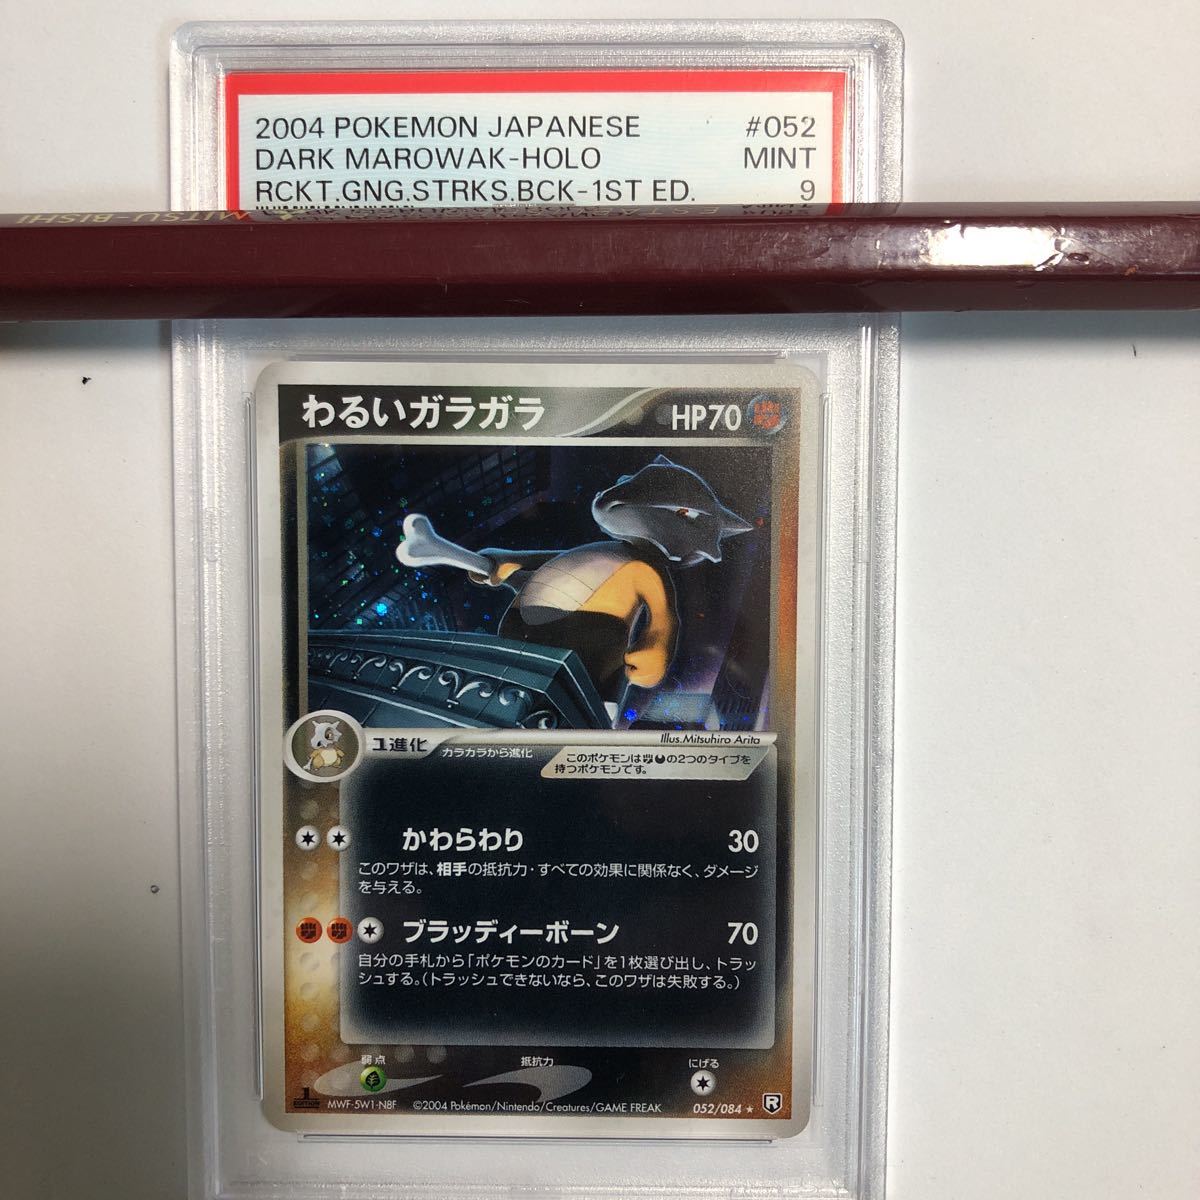 2004 POKEMON JAPANESE #052
DARK MAROWAK-HOLO MINT
RCKT.GNG.STRKS.BCK-1ST ED. 9
MITSU-BISHI
わるいガラガラ HP70
Illus.Mitsuhiro Arita
1進化 カラカラから進化
このポケモンは の2つのタイプを
持つポケモンです。
かわらわり 30
このワザは、相手の抵抗力・すべての効果に関係なく、ダメージ
を与える。
ブラッディーボーン 70
自分の手札から「ポケモンのカード」を1枚選び出し、トラッ
シュする。(トラッシュできないなら、このワザは失敗する。)
弱点 抵抗力 にげる
1 EDITION MWF-5W1-N8F ©2004 Pokémon/Nintendo/Creatures/GAME FREAK 052/084 ★ R